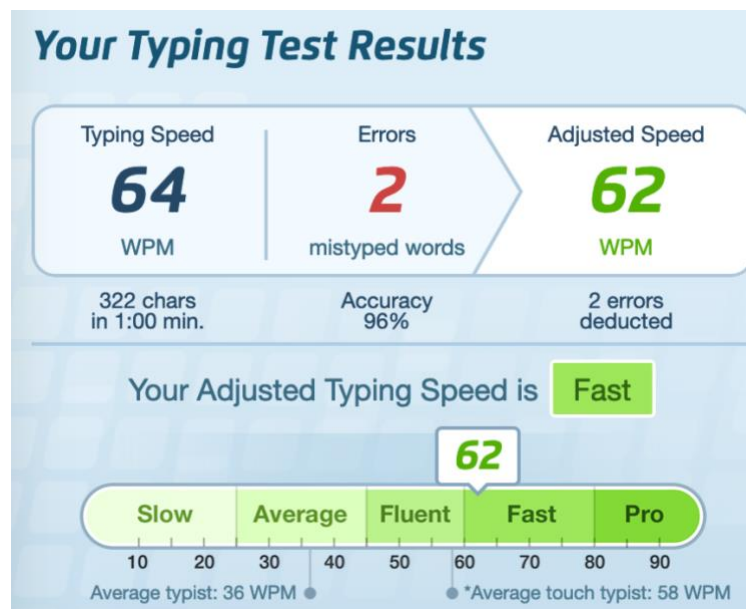 Your Typing Test Results
Typing Speed
64
WPM
Errors
2
mistyped words
Adjusted Speed
62
WPM
322 chars
in 1:00 min.
Accuracy
96%
2 errors
deducted
Your Adjusted Typing Speed is Fast
62
Slow Average Fluent Fast Pro
10 20 30 40 50 60 70 80 90
Average typist: 36 WPM *Average touch typist: 58 WPM